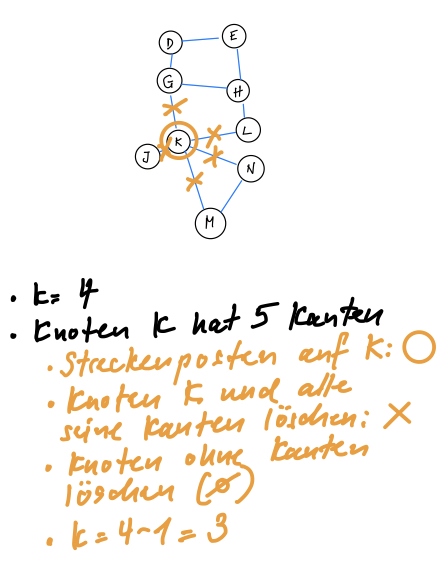 D E
G H
J K L
N
M
• k = 4
• Knoten K hat 5 Kanten
• Streckenposten auf K: ○
• Knoten K und alle
seine Kanten löschen: ×
• Knoten ohne Kanten
löschen (∅)
• k = 4 - 1 = 3